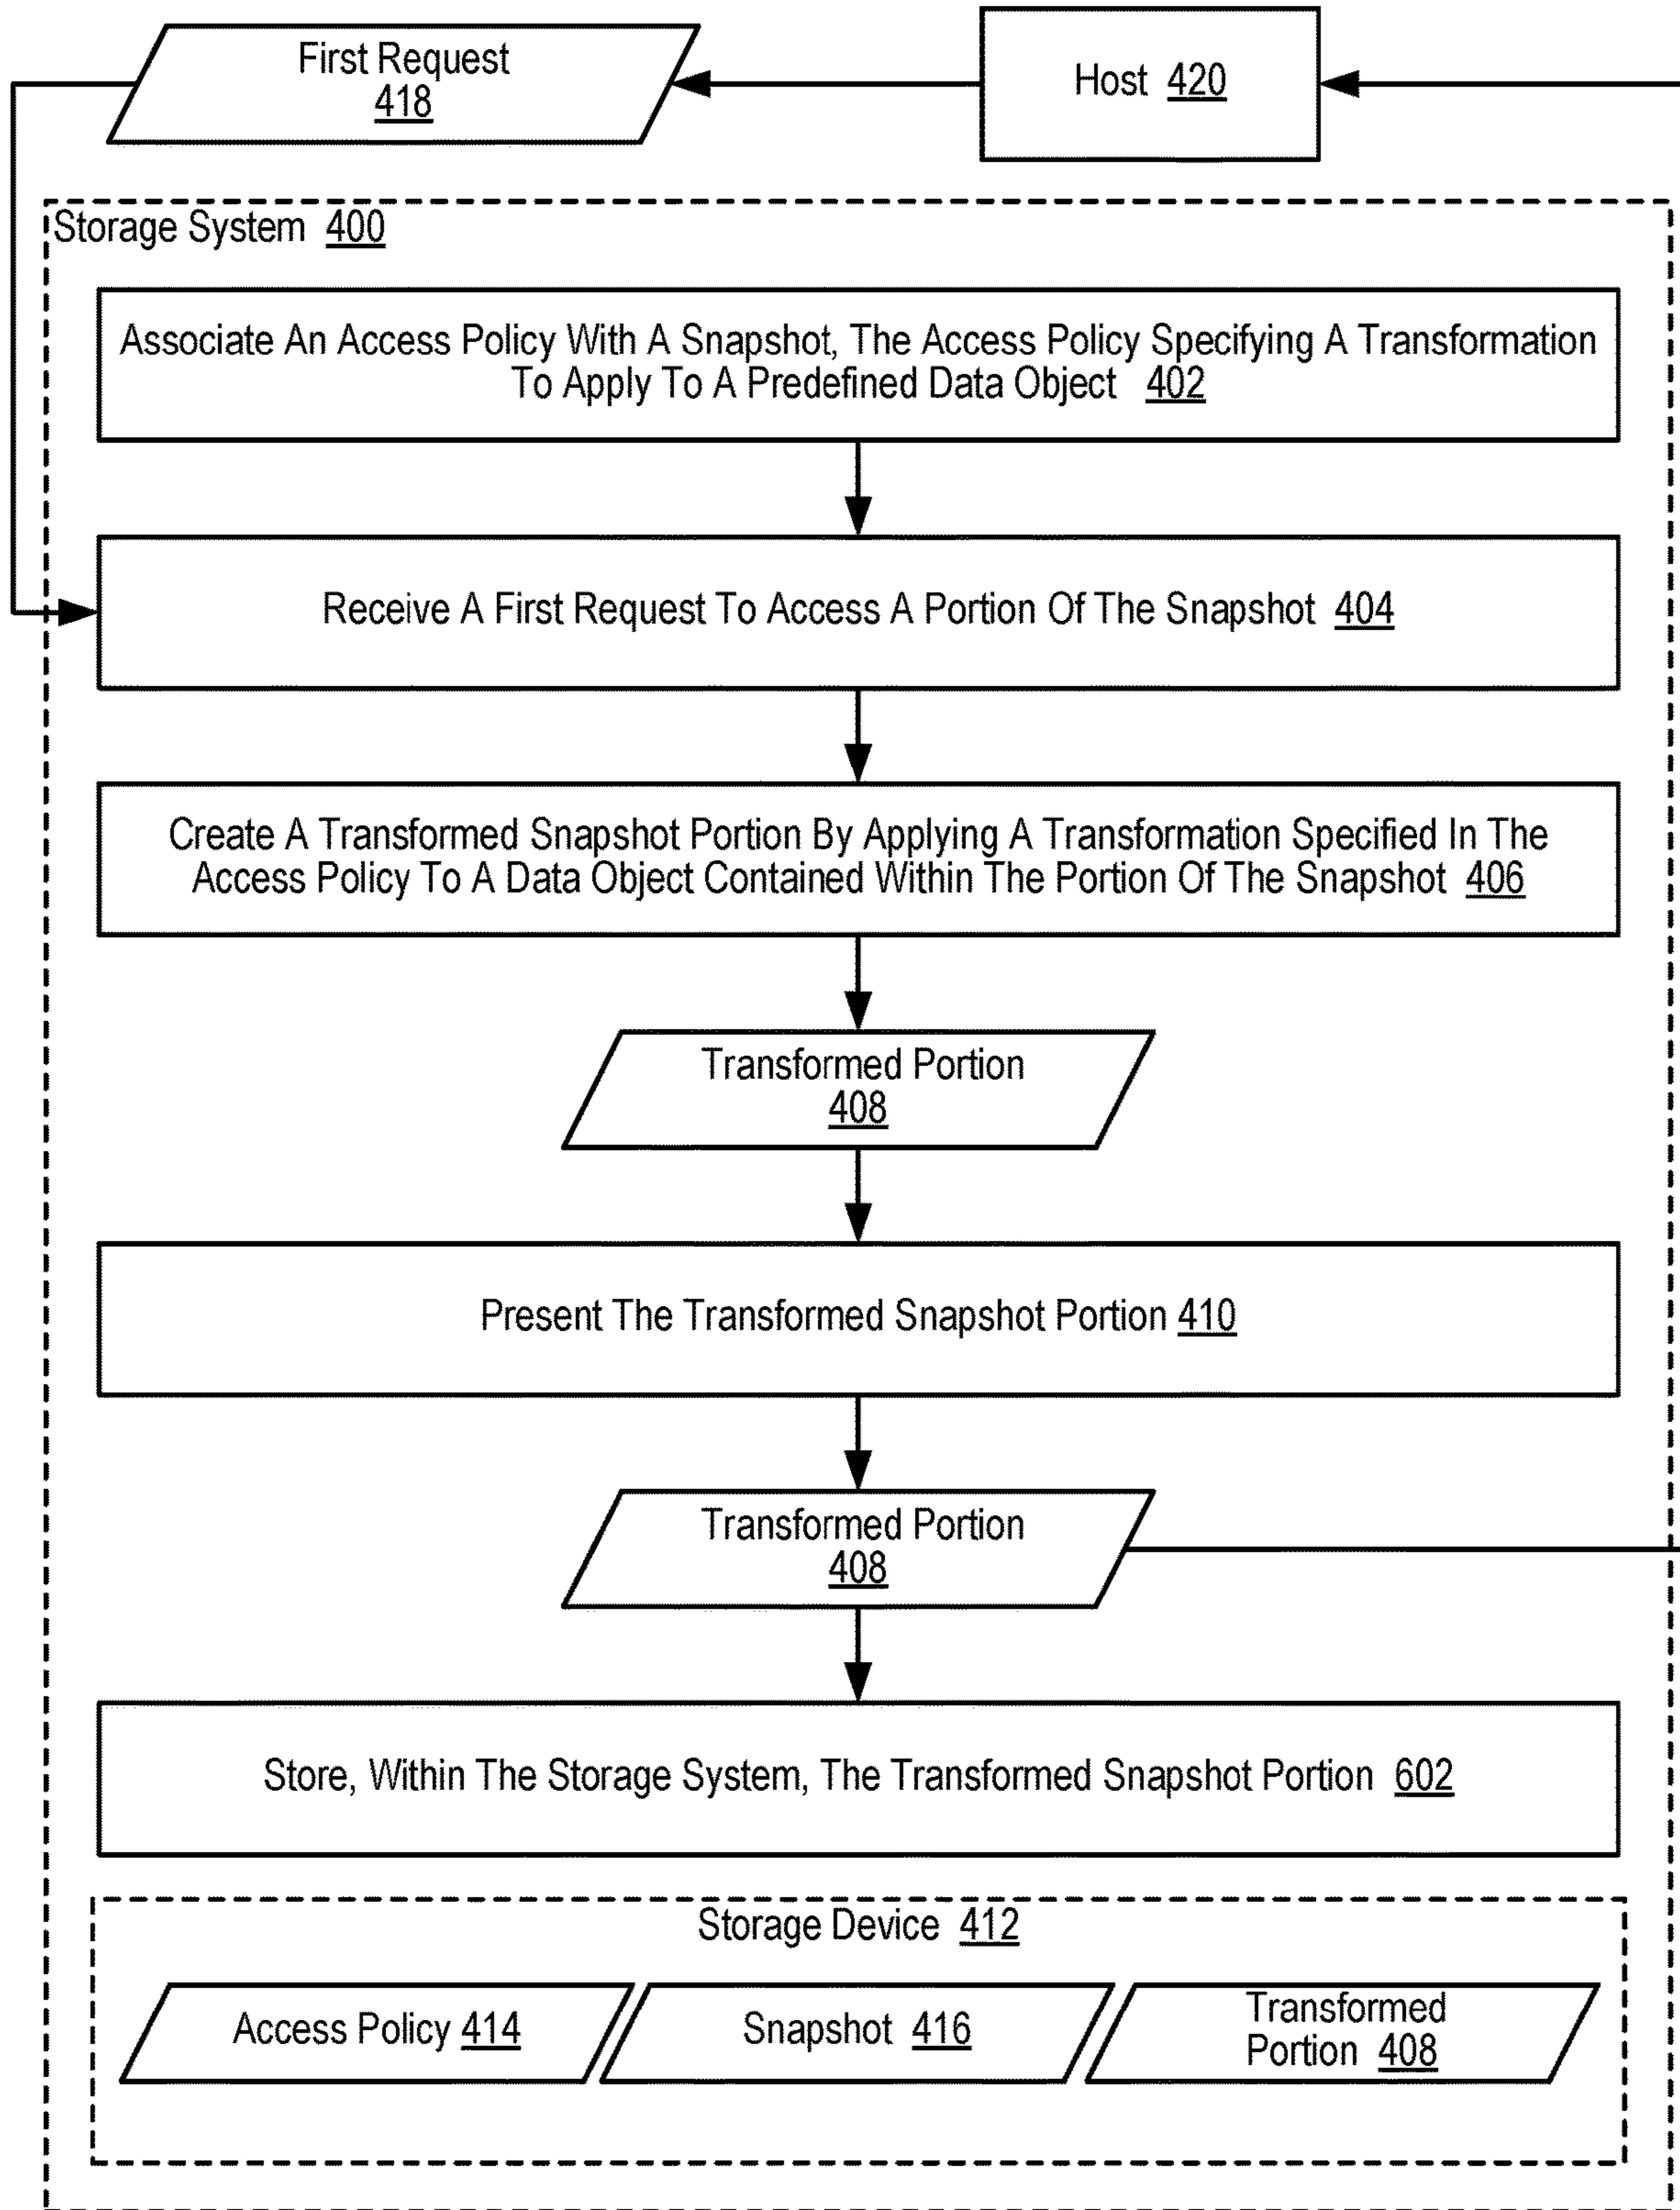 First Request
418
Host 420
Storage System 400
Associate An Access Policy With A Snapshot, The Access Policy Specifying A Transformation
To Apply To A Predefined Data Object 402
Receive A First Request To Access A Portion Of The Snapshot 404
Create A Transformed Snapshot Portion By Applying A Transformation Specified In The
Access Policy To A Data Object Contained Within The Portion Of The Snapshot 406
Transformed Portion
408
Present The Transformed Snapshot Portion 410
Transformed Portion
408
Store, Within The Storage System, The Transformed Snapshot Portion 602
Storage Device 412
Access Policy 414
Snapshot 416
Transformed
Portion 408